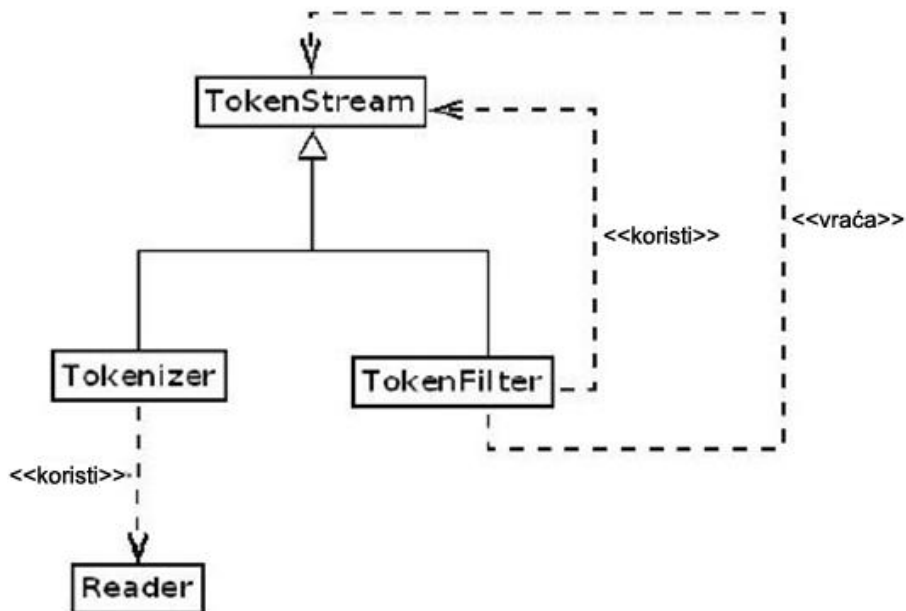 TokenStream
<<koristi>>
<<vraća>>
Tokenizer
TokenFilter
<<koristi>>
Reader